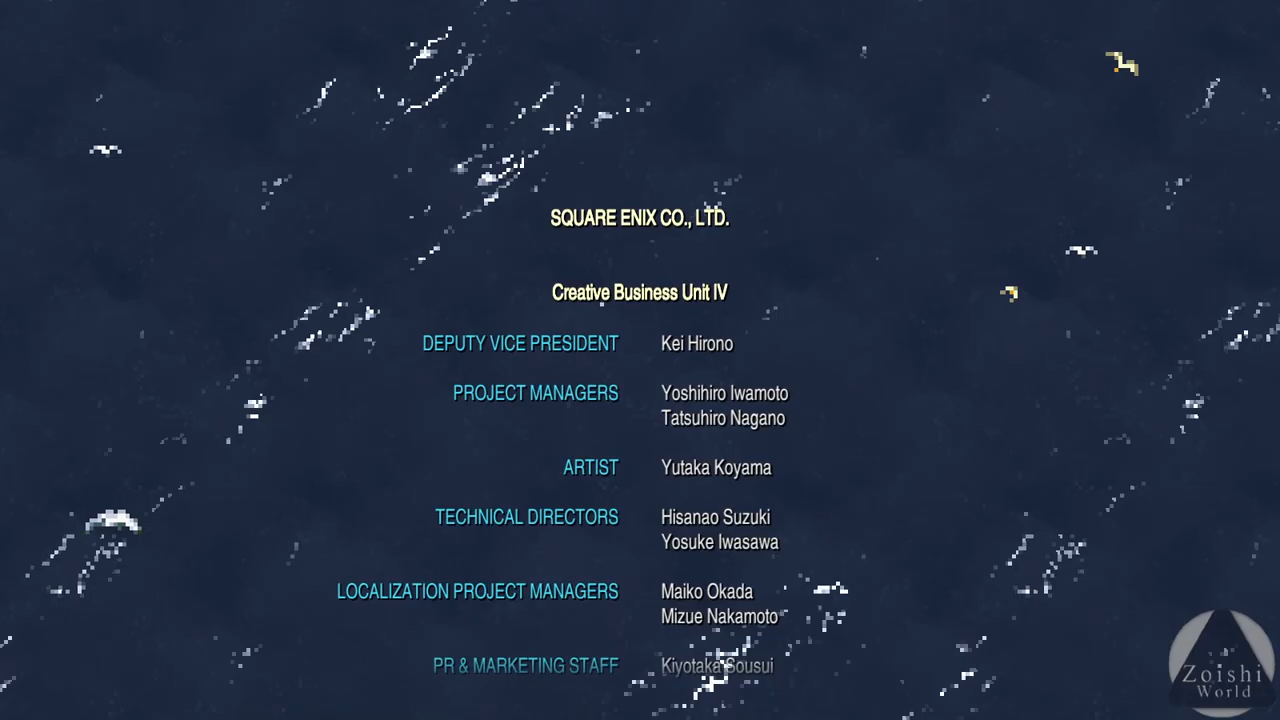 SQUARE ENIX CO., LTD.
Creative Business Unit IV
DEPUTY VICE PRESIDENT Kei Hirono
PROJECT MANAGERS Yoshihiro Iwamoto
Tatsuhiro Nagano
ARTIST Yutaka Koyama
TECHNICAL DIRECTORS Hisanao Suzuki
Yosuke Iwasawa
LOCALIZATION PROJECT MANAGERS Maiko Okada
Mizue Nakamoto
PR & MARKETING STAFF Kiyotaka Sousui
Zoishi
World